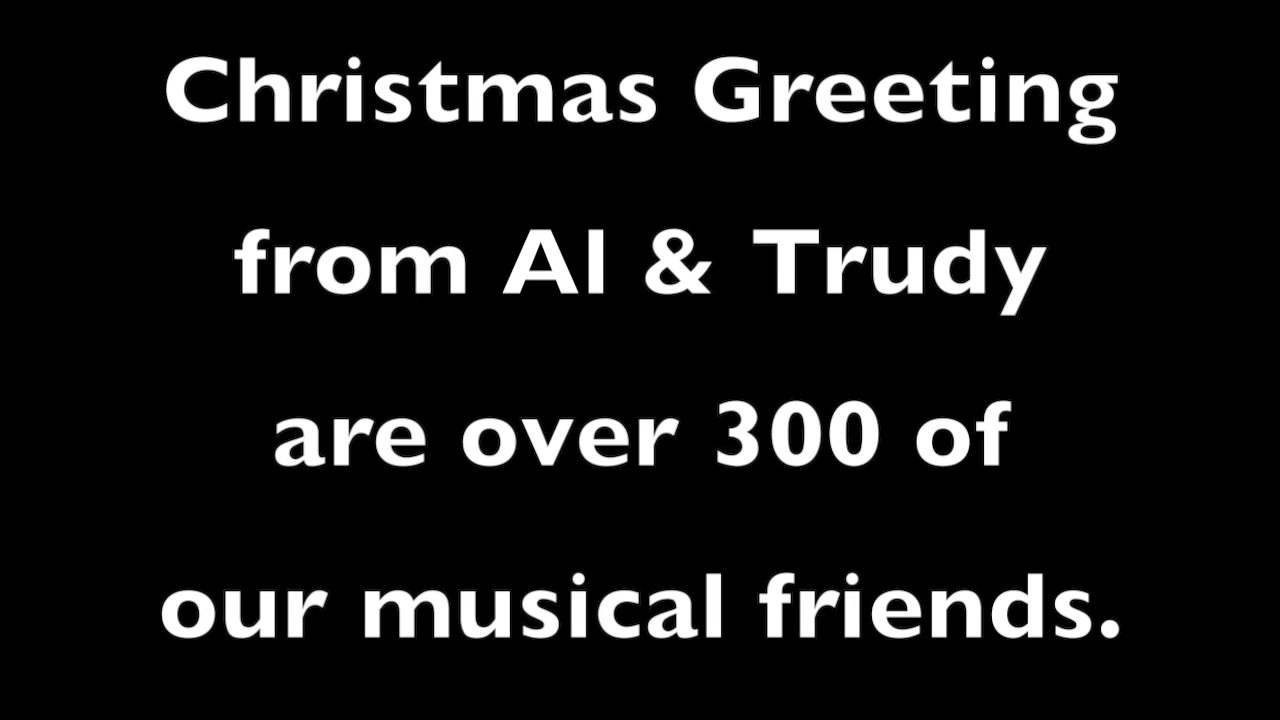 Christmas Greeting
from Al & Trudy
are over 300 of
our musical friends.